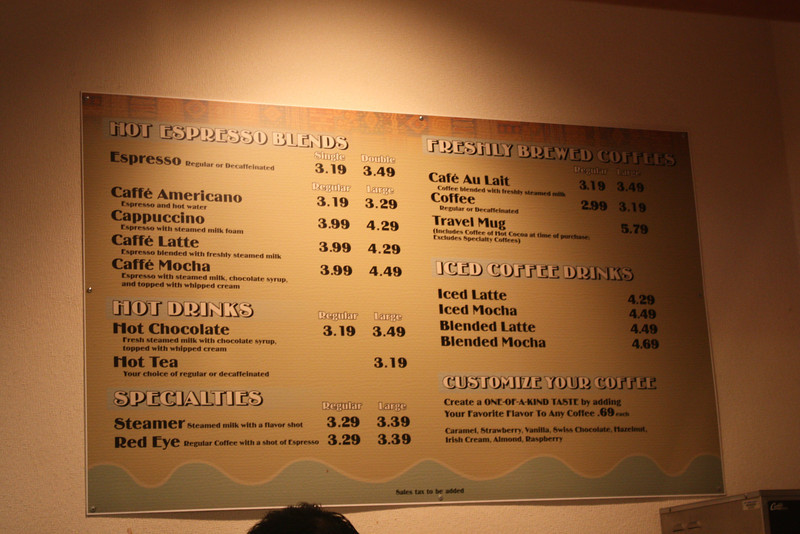 HOT ESPRESSO BLENDS
Single Double
Espresso Regular or Decaffeinated 3.19 3.49
Regular Large
Caffé Americano 3.19 3.29
Espresso and hot water
Cappuccino 3.99 4.29
Espresso with steamed milk foam
Caffé Latte 3.99 4.29
Espresso blended with freshly steamed milk
Caffé Mocha 3.99 4.49
Espresso with steamed milk, chocolate syrup,
and topped with whipped cream
HOT DRINKS
Regular Large
Hot Chocolate 3.19 3.49
Fresh steamed milk with chocolate syrup,
topped with whipped cream
Hot Tea 3.19
Your choice of regular or decaffeinated
SPECIALTIES
Regular Large
Steamer Steamed milk with a flavor shot 3.29 3.39
Red Eye Regular Coffee with a shot of Espresso 3.29 3.39
FRESHLY BREWED COFFEES
Regular Large
Café Au Lait 3.19 3.49
Coffee blended with freshly steamed milk
Coffee 2.99 3.19
Regular or Decaffeinated
Travel Mug 5.79
(Includes Coffee of Hot Cocoa at time of purchase.
Excludes Specialty Coffees)
ICED COFFEE DRINKS
Iced Latte 4.29
Iced Mocha 4.49
Blended Latte 4.49
Blended Mocha 4.69
CUSTOMIZE YOUR COFFEE
Create a ONE-OF-A-KIND TASTE by adding
Your Favorite Flavor To Any Coffee .69 each
Caramel, Strawberry, Vanilla, Swiss Chocolate, Hazelnut,
Irish Cream, Almond, Raspberry
Sales tax to be added